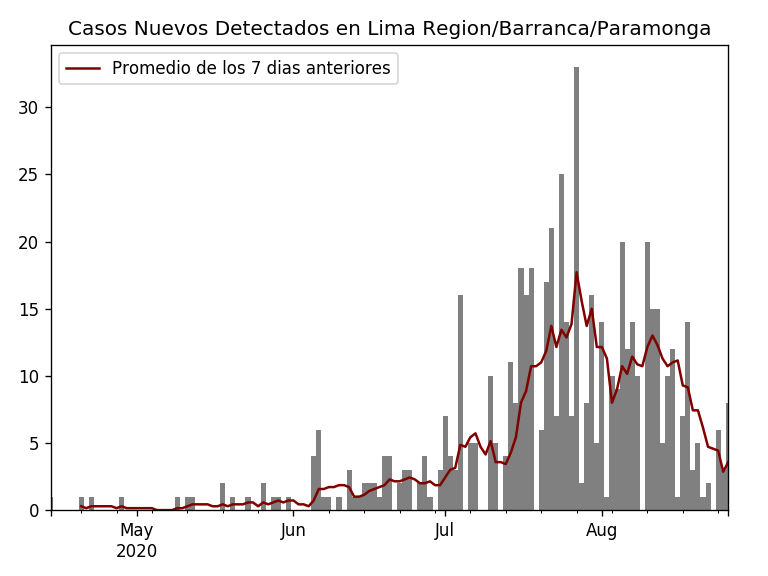 Casos Nuevos Detectados en Lima Region/Barranca/Paramonga
Promedio de los 7 dias anteriores
30
25
20
15
10
5
0
May Jun Jul Aug
2020